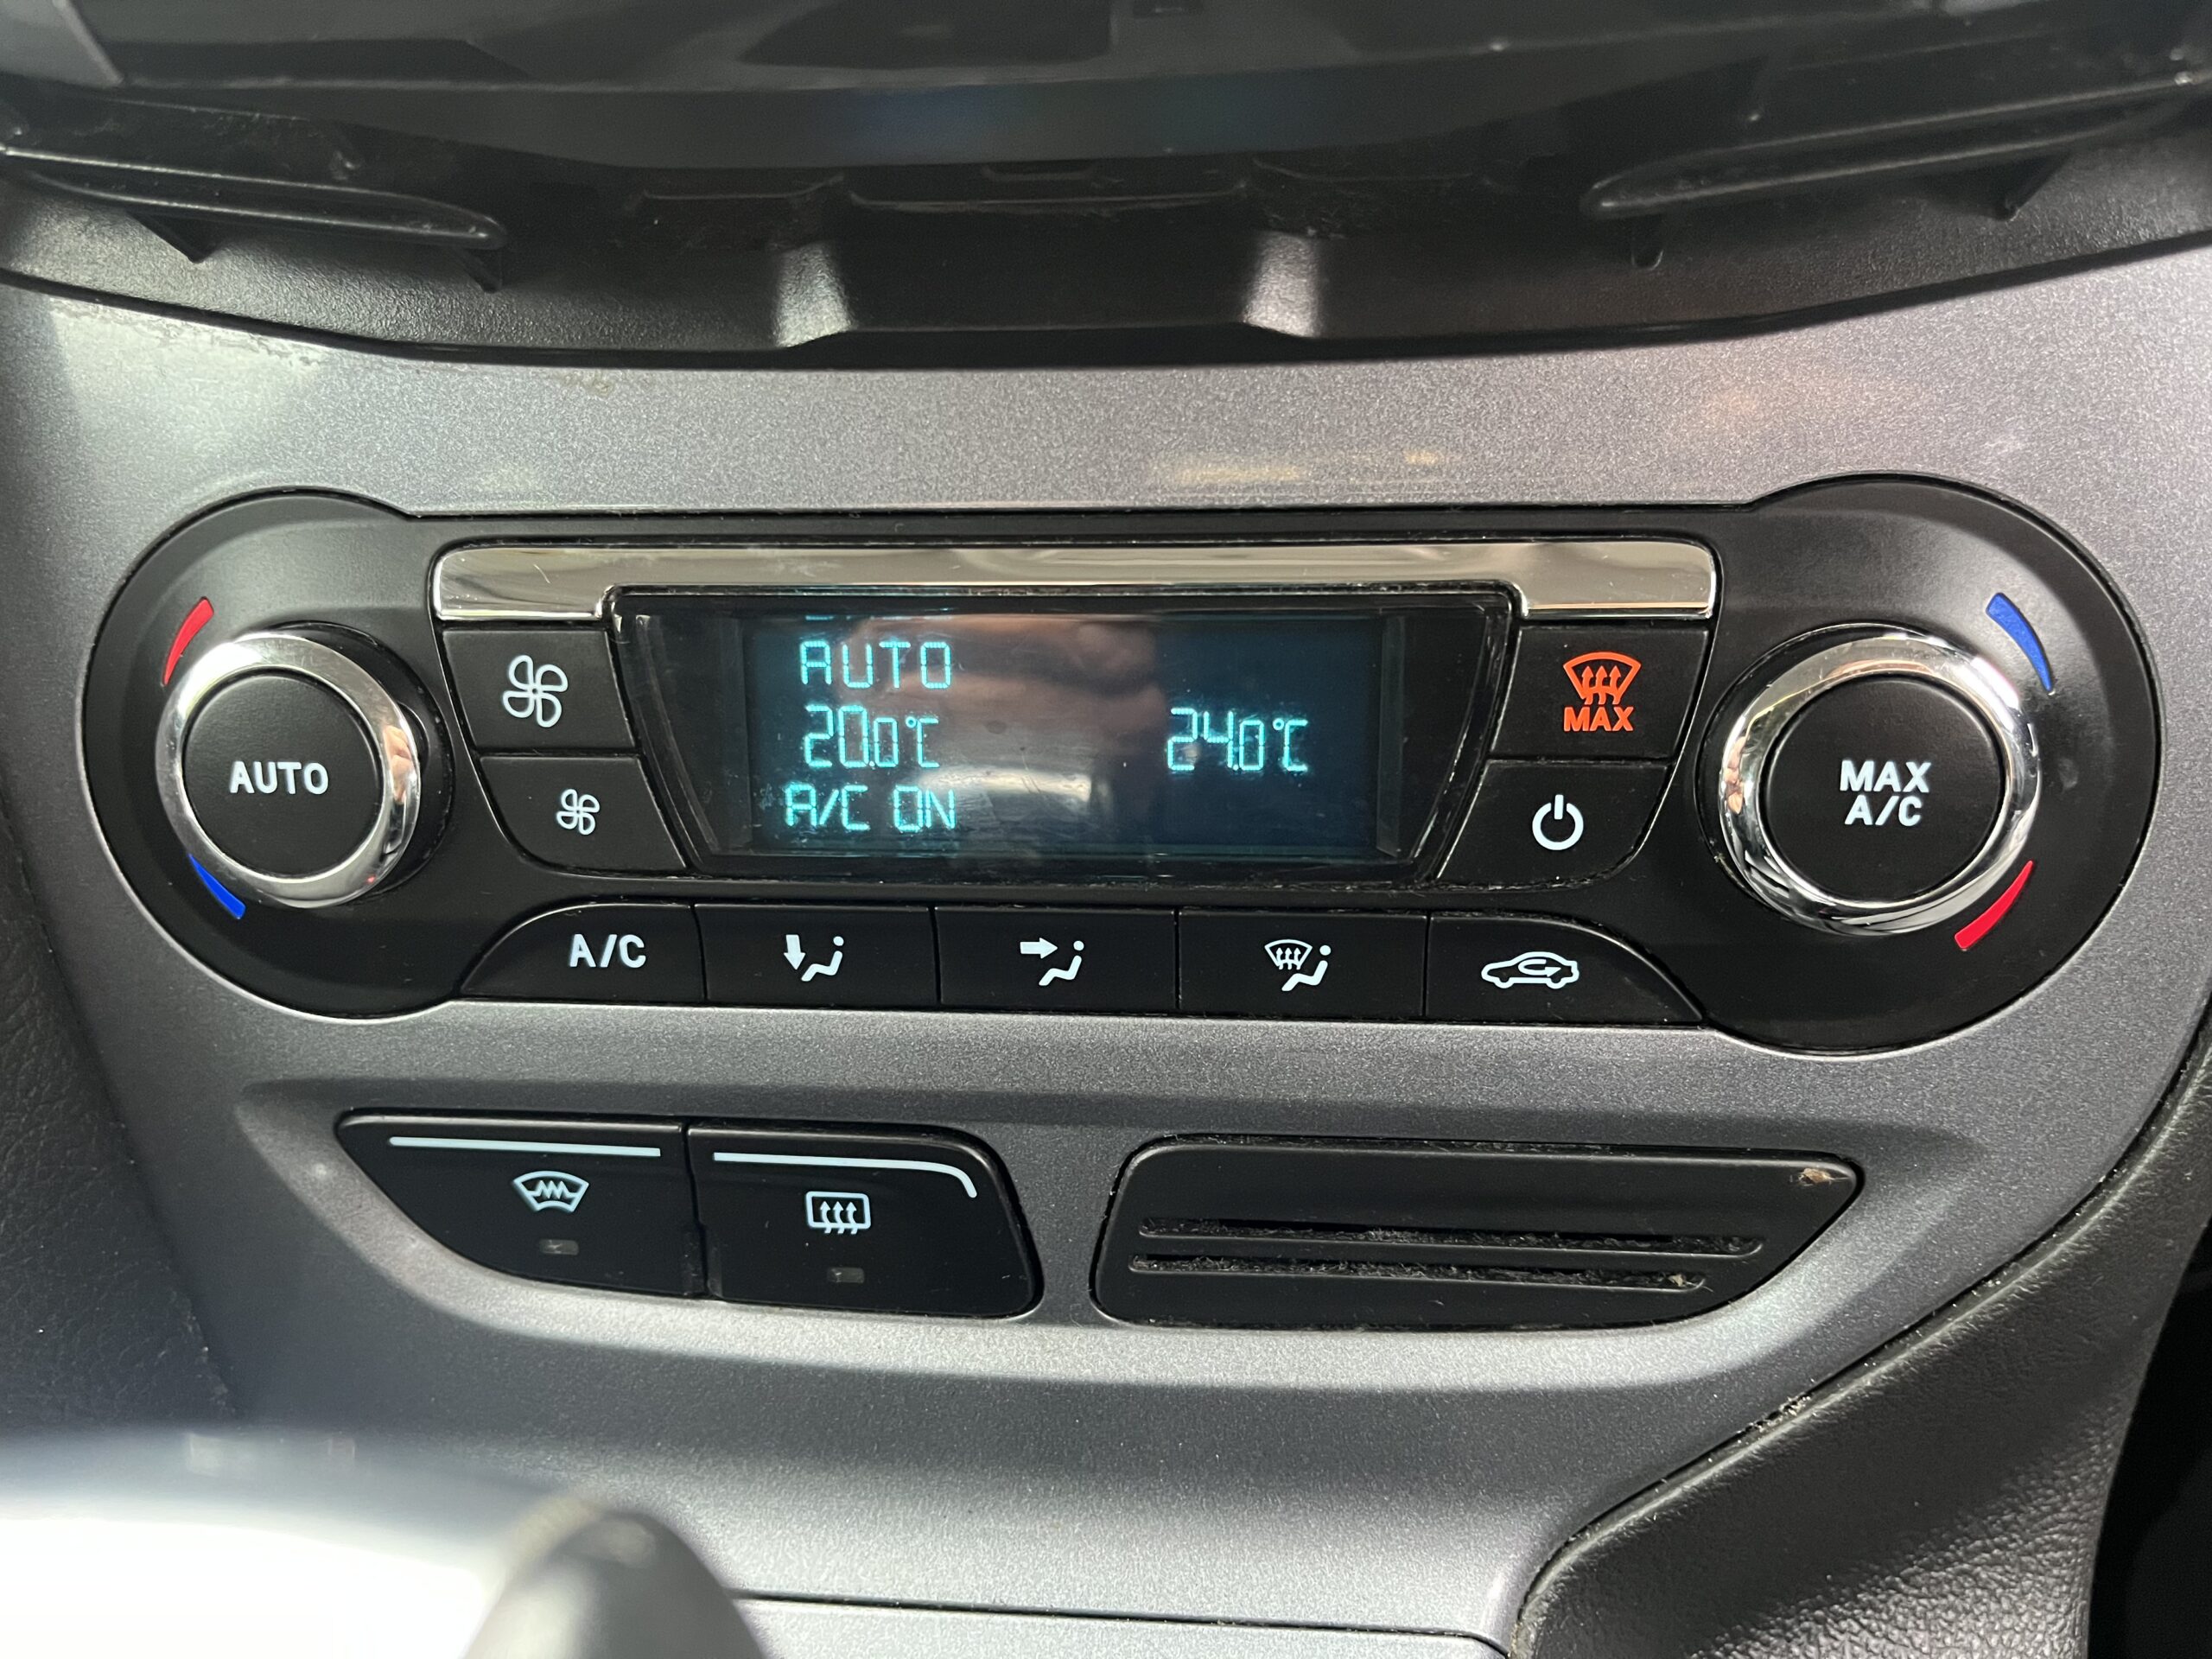 AUTO
AUTO
20.0°C
24.0°C
A/C ON
MAX
MAX
A/C
A/C